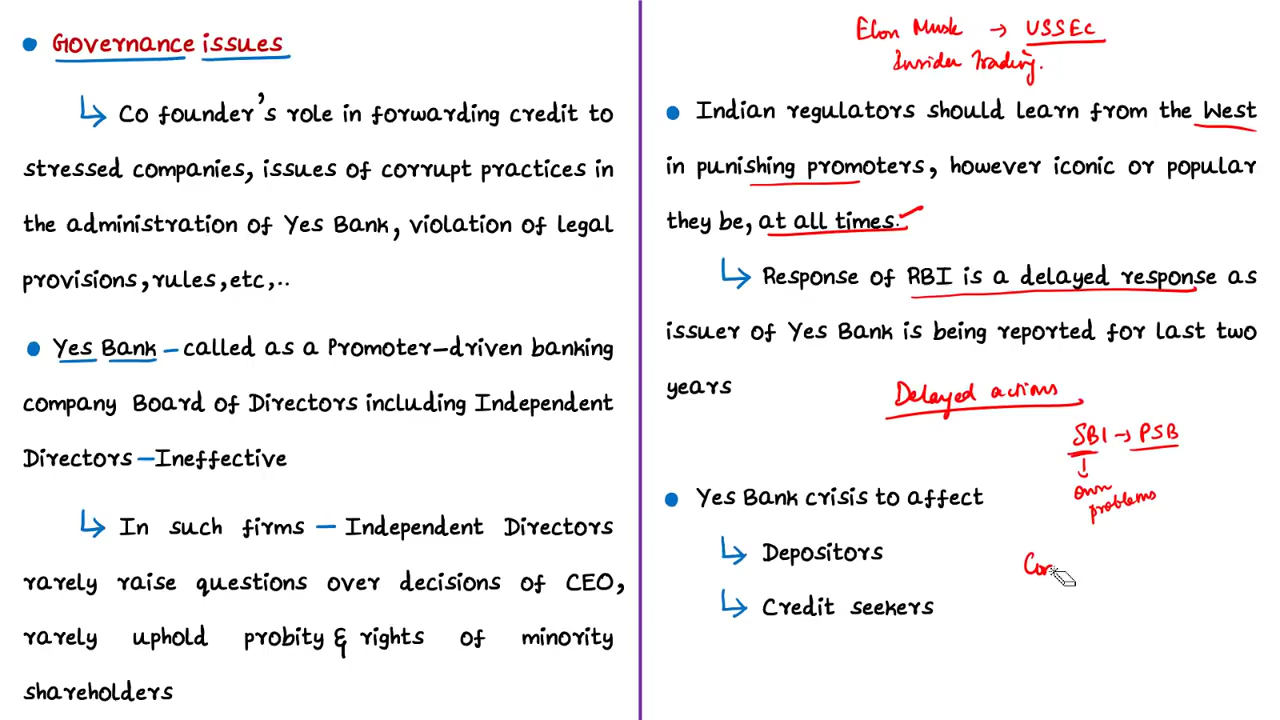 Governance issues
Co founder's role in forwarding credit to
stressed companies, issues of corrupt practices in
the administration of Yes Bank, violation of legal
provisions, rules, etc,..
Yes Bank – called as a Promoter-driven banking
company Board of Directors including Independent
Directors – Ineffective
In such firms – Independent Directors
rarely raise questions over decisions of CEO,
rarely uphold probity & rights of minority
shareholders
Elon Musk → USSEC
Insider Trading.
Indian regulators should learn from the West
in punishing promoters, however iconic or popular
they be, at all times.
Response of RBI is a delayed response as
issuer of Yes Bank is being reported for last two
years
Delayed actions
SBI → PSB
own
problems
Yes Bank crisis to affect
Depositors
Credit seekers
Cor